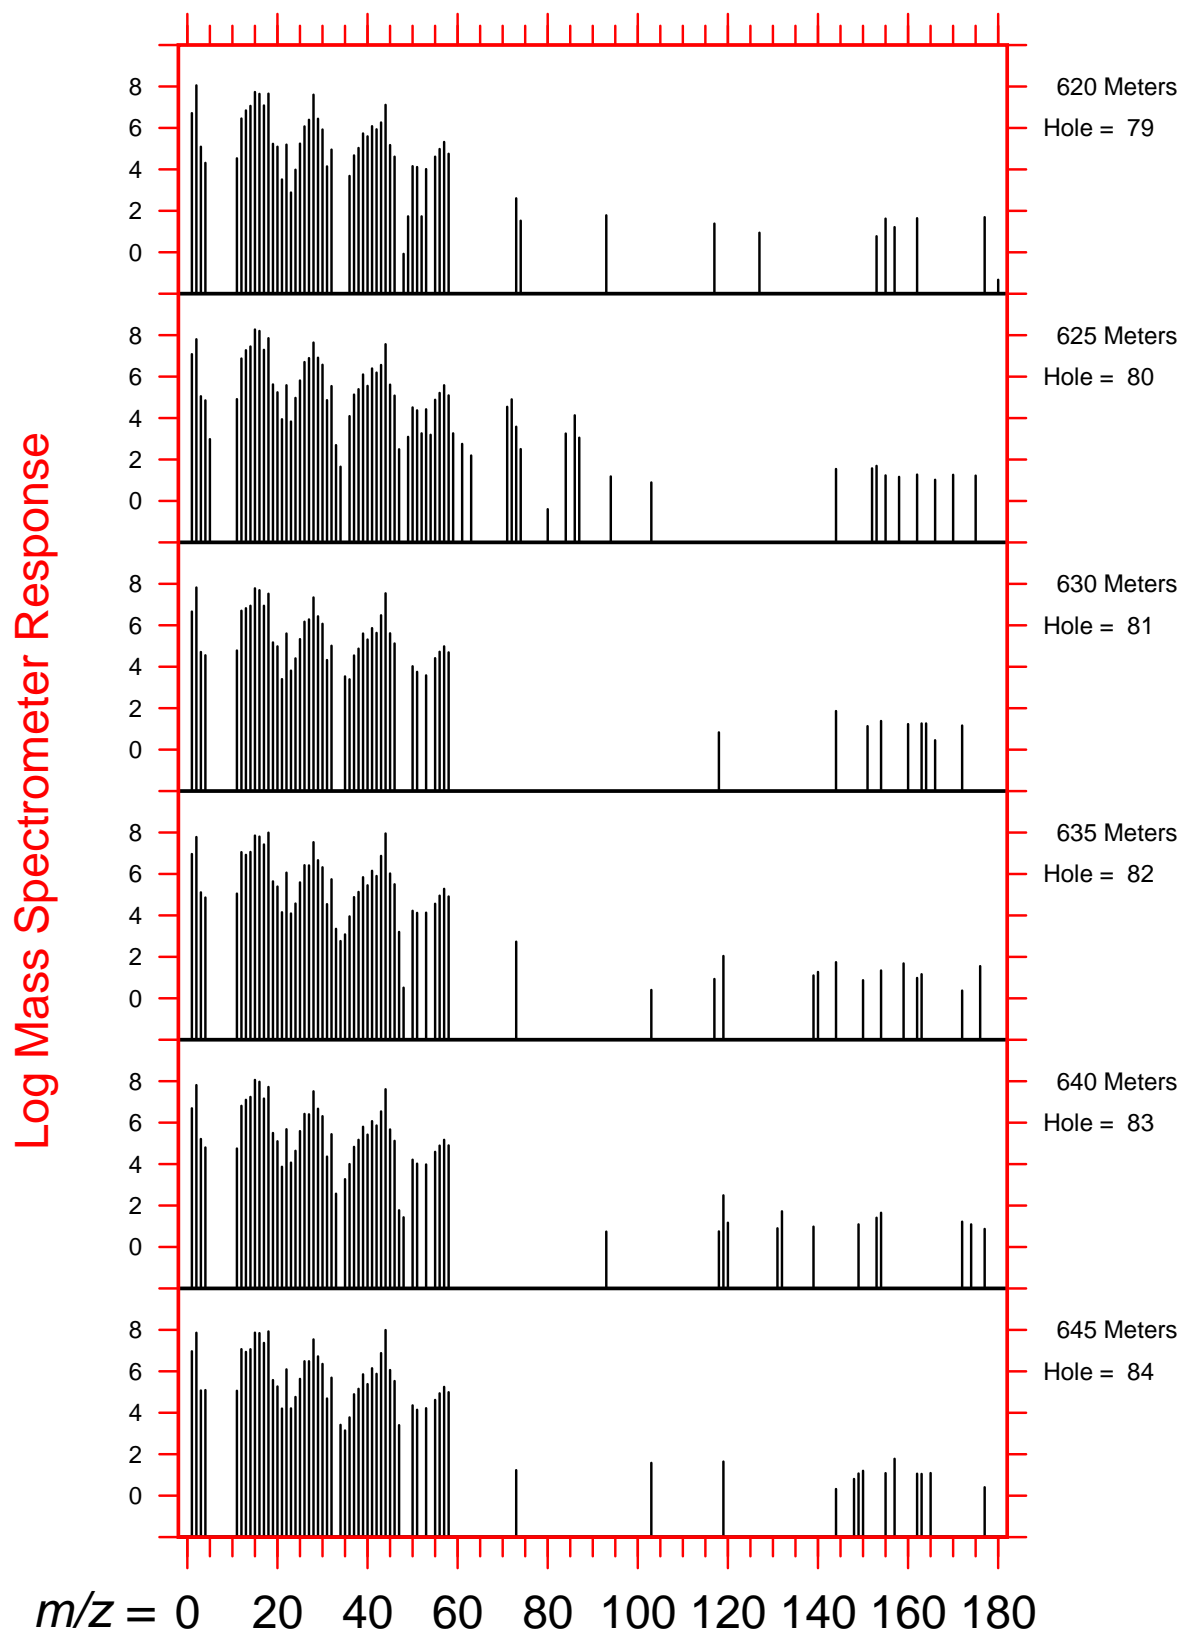 8 620 Meters
6 Hole = 79
4
2
0
8 625 Meters
6 Hole = 80
4
2
0
8 630 Meters
6 Hole = 81
4
2
0
8 635 Meters
6 Hole = 82
4
2
0
8 640 Meters
6 Hole = 83
4
2
0
8 645 Meters
6 Hole = 84
4
2
0
Log Mass Spectrometer Response
m/z = 0 20 40 60 80 100 120 140 160 180